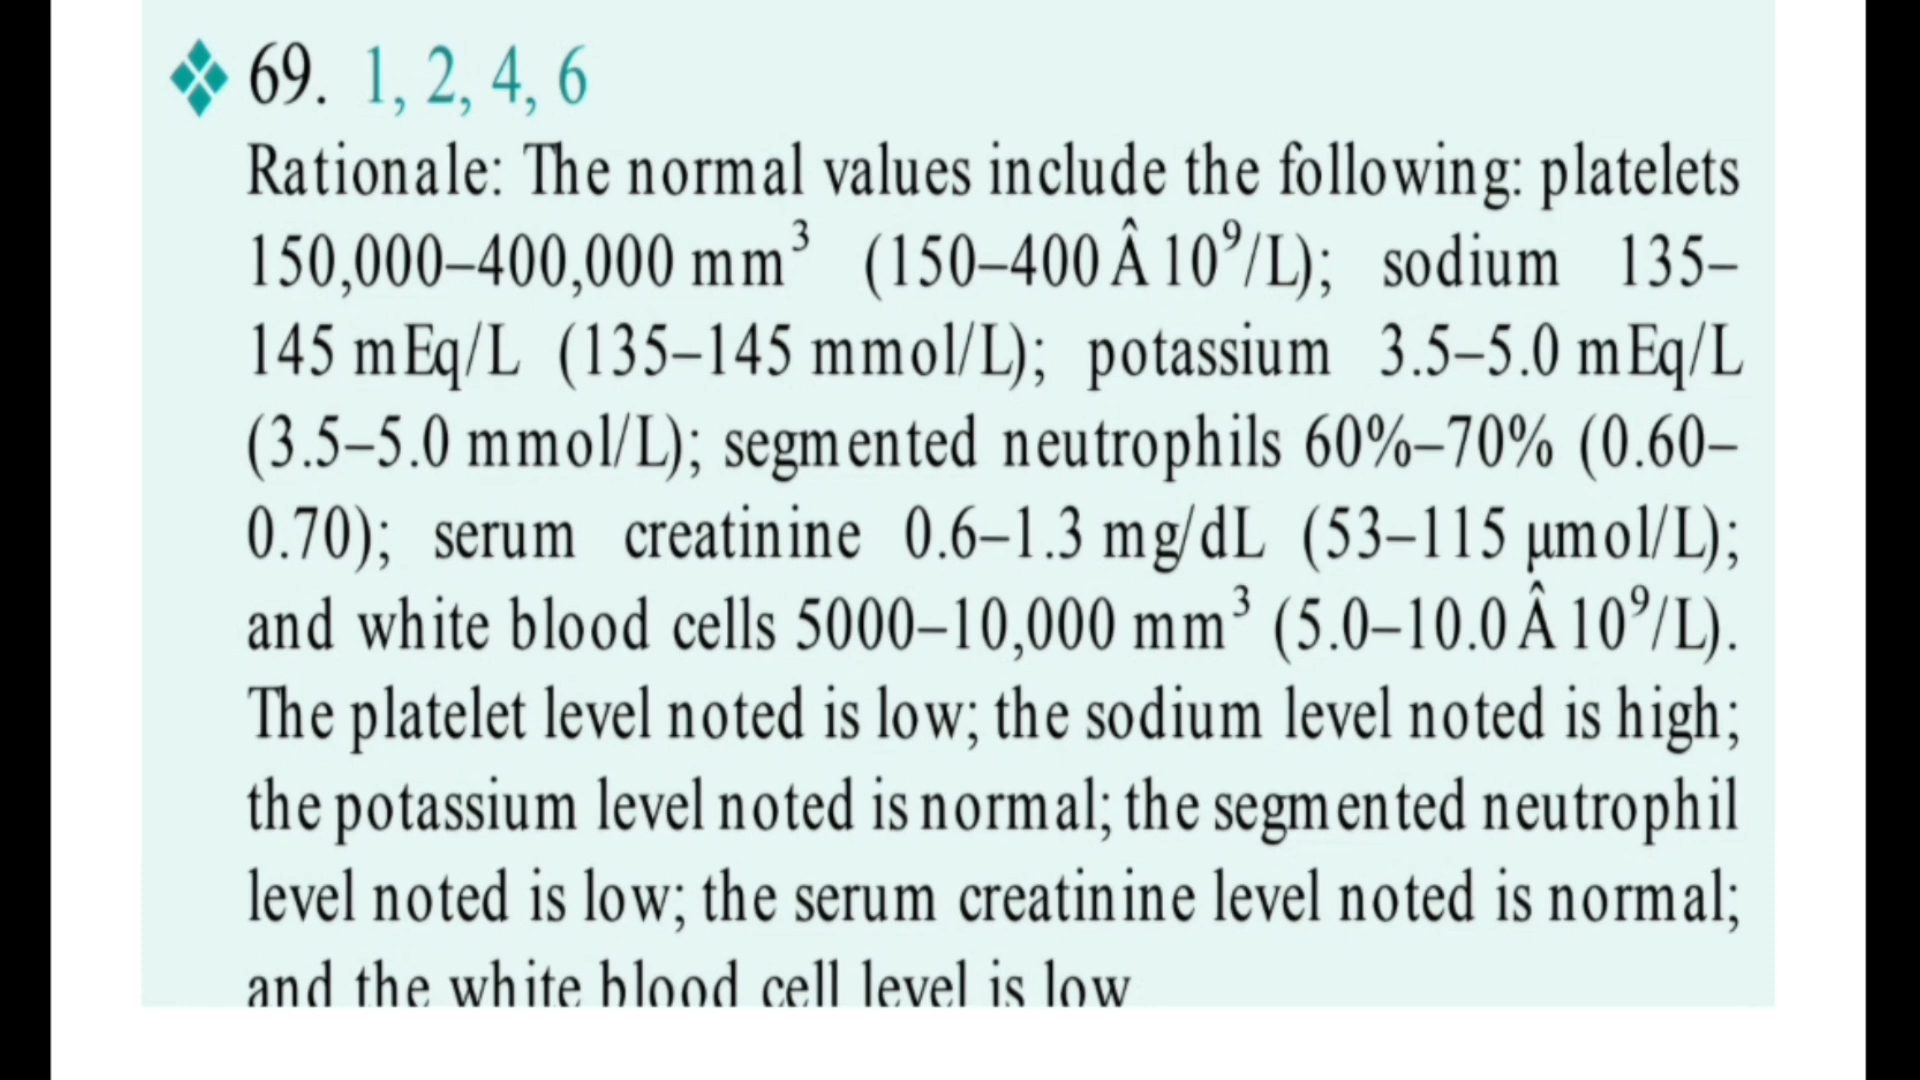 69. 1, 2, 4, 6
Rationale: The normal values include the following: platelets
150,000–400,000 mm³ (150–400 Â 10⁹/L); sodium 135–
145 mEq/L (135–145 mmol/L); potassium 3.5–5.0 mEq/L
(3.5–5.0 mmol/L); segmented neutrophils 60%–70% (0.60–
0.70); serum creatinine 0.6–1.3 mg/dL (53–115 μmol/L);
and white blood cells 5000–10,000 mm³ (5.0–10.0 Â 10⁹/L).
The platelet level noted is low; the sodium level noted is high;
the potassium level noted is normal; the segmented neutrophil
level noted is low; the serum creatinine level noted is normal;
and the white blood cell level is low